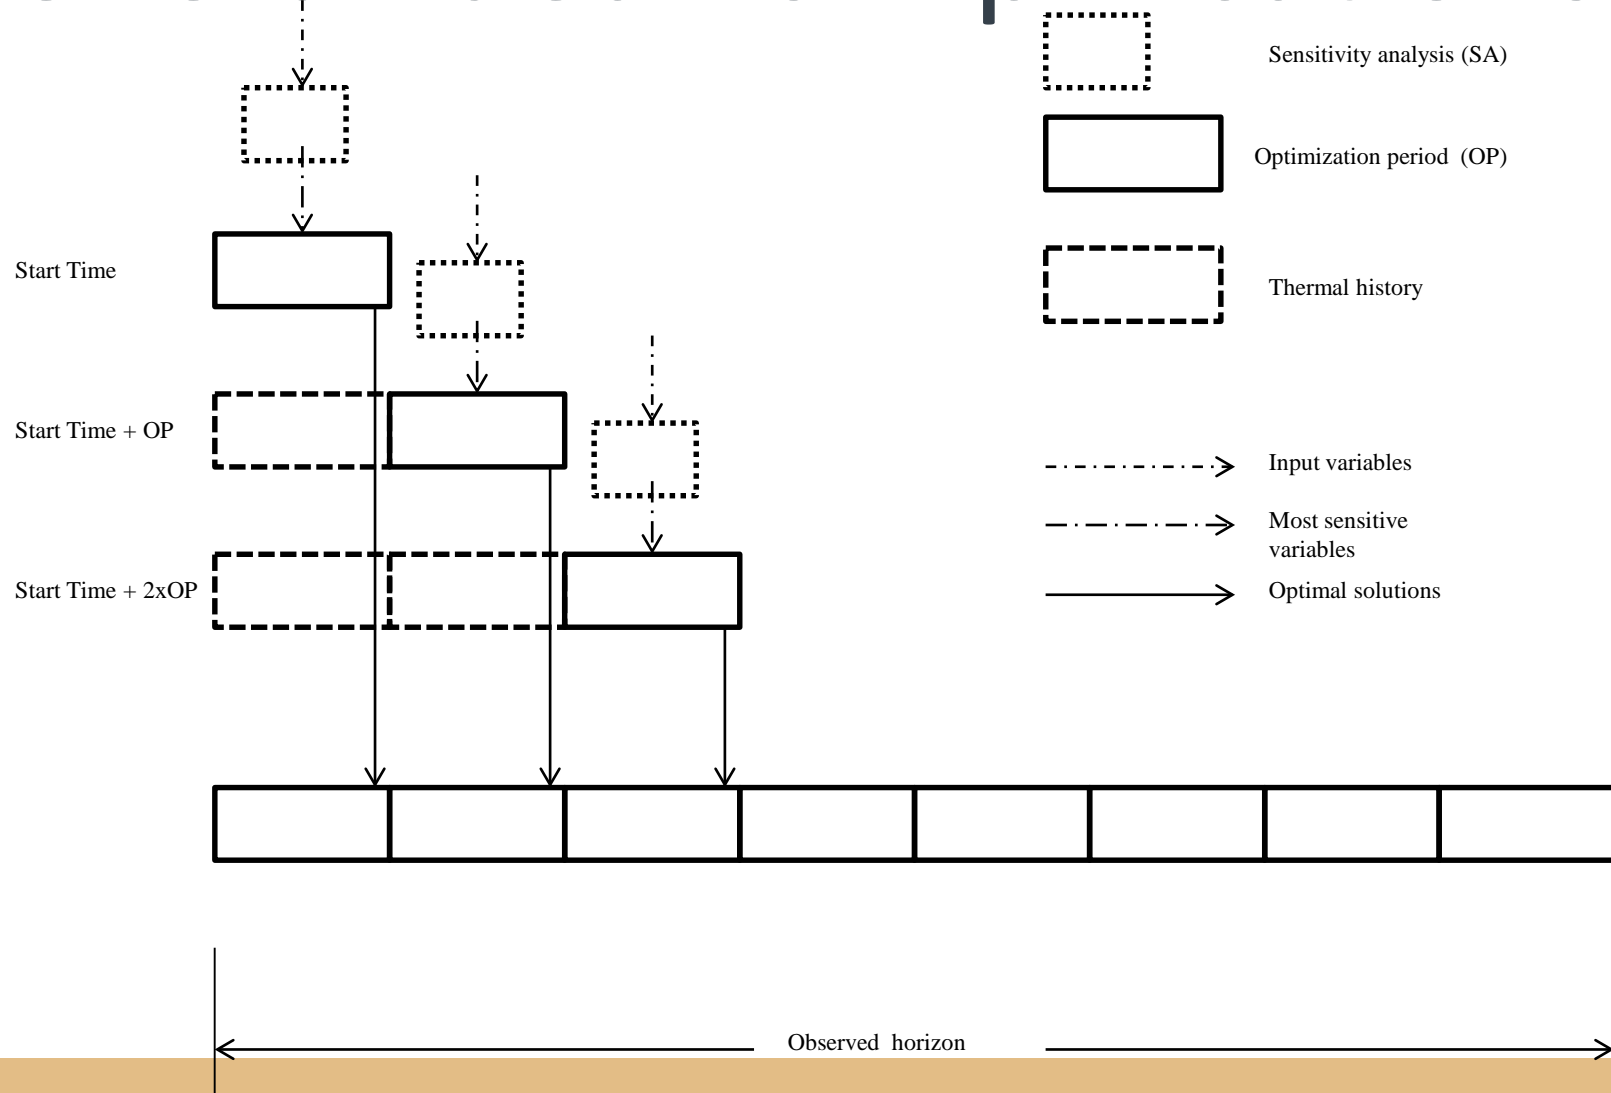 Sensitivity analysis (SA)
Optimization period  (OP)
Start Time
Thermal history
Start Time + OP
Input variables
Most sensitive
variables
Start Time + 2xOP
Optimal solutions
Observed  horizon